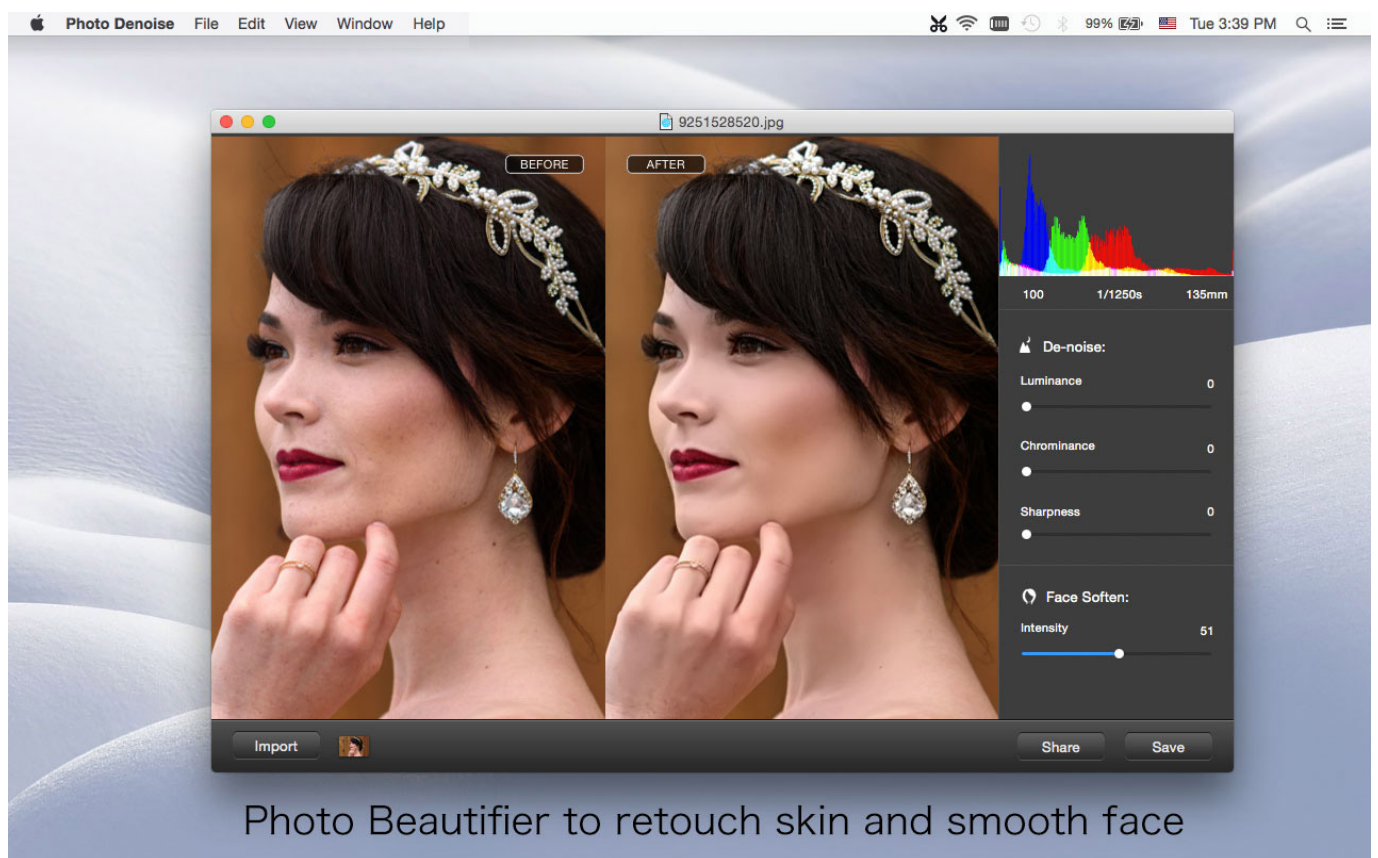 Photo Denoise File Edit View Window Help 99% Tue 3:39 PM
9251528520.jpg
BEFORE AFTER
100 1/1250s 135mm
De-noise:
Luminance 0
Chrominance 0
Sharpness 0
Face Soften:
Intensity 51
Import Share Save
Photo Beautifier to retouch skin and smooth face